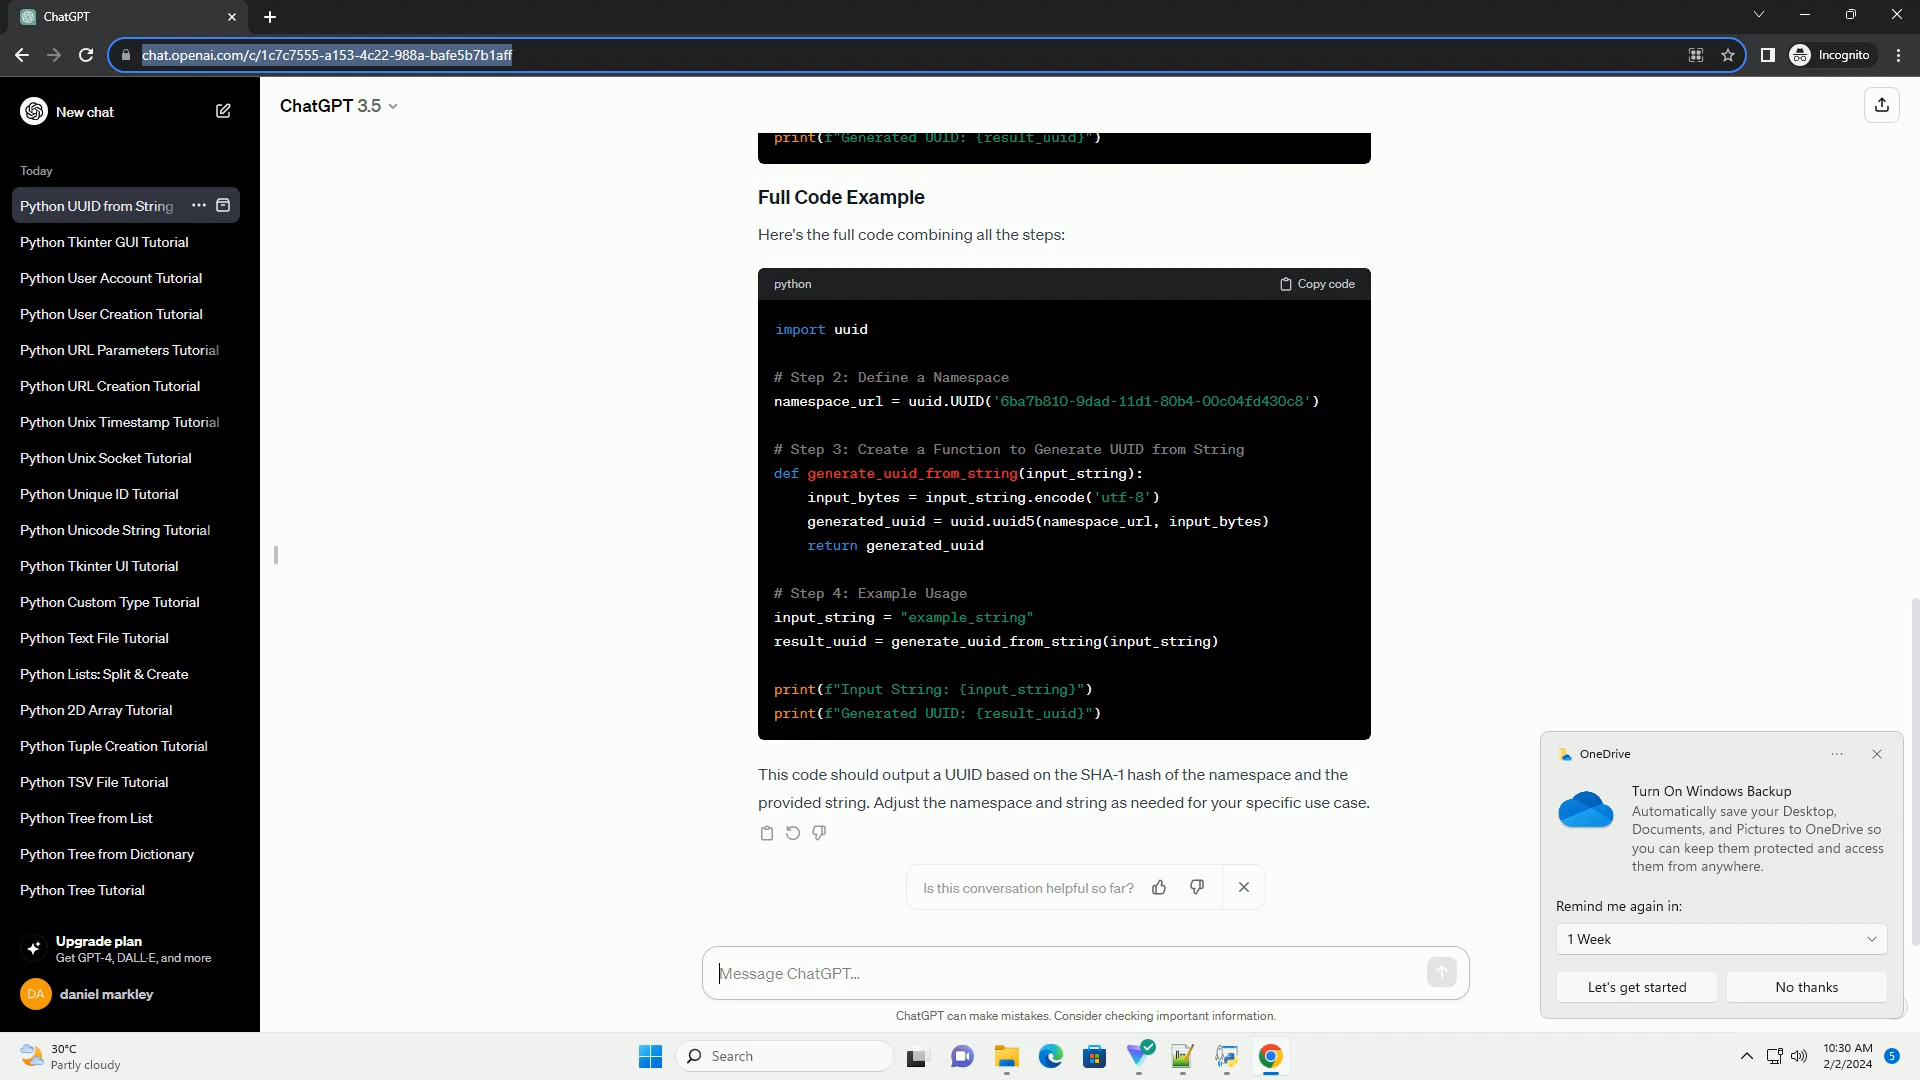 ChatGPT
chat.openai.com/c/1c7c7555-a153-4c22-988a-bafe5b7b1aff
Incognito
New chat
Today
Python UUID from String
Python Tkinter GUI Tutorial
Python User Account Tutorial
Python User Creation Tutorial
Python URL Parameters Tutorial
Python URL Creation Tutorial
Python Unix Timestamp Tutorial
Python Unix Socket Tutorial
Python Unique ID Tutorial
Python Unicode String Tutorial
Python Tkinter UI Tutorial
Python Custom Type Tutorial
Python Text File Tutorial
Python Lists: Split & Create
Python 2D Array Tutorial
Python Tuple Creation Tutorial
Python TSV File Tutorial
Python Tree from List
Python Tree from Dictionary
Python Tree Tutorial
Upgrade plan
Get GPT-4, DALL·E, and more
DA
daniel markley
ChatGPT 3.5
print(f"Generated UUID: {result_uuid}")
Full Code Example
Here's the full code combining all the steps:
python
Copy code
import uuid
# Step 2: Define a Namespace
namespace_url = uuid.UUID('6ba7b810-9dad-11d1-80b4-00c04fd430c8')
# Step 3: Create a Function to Generate UUID from String
def generate_uuid_from_string(input_string):
input_bytes = input_string.encode('utf-8')
generated_uuid = uuid.uuid5(namespace_url, input_bytes)
return generated_uuid
# Step 4: Example Usage
input_string = "example_string"
result_uuid = generate_uuid_from_string(input_string)
print(f"Input String: {input_string}")
print(f"Generated UUID: {result_uuid}")
This code should output a UUID based on the SHA-1 hash of the namespace and the
provided string. Adjust the namespace and string as needed for your specific use case.
Is this conversation helpful so far?
Message ChatGPT...
ChatGPT can make mistakes. Consider checking important information.
OneDrive
Turn On Windows Backup
Automatically save your Desktop,
Documents, and Pictures to OneDrive so
you can keep them protected and access
them from anywhere.
Remind me again in:
1 Week
Let's get started
No thanks
30°C
Partly cloudy
Search
10:30 AM
2/2/2024
5